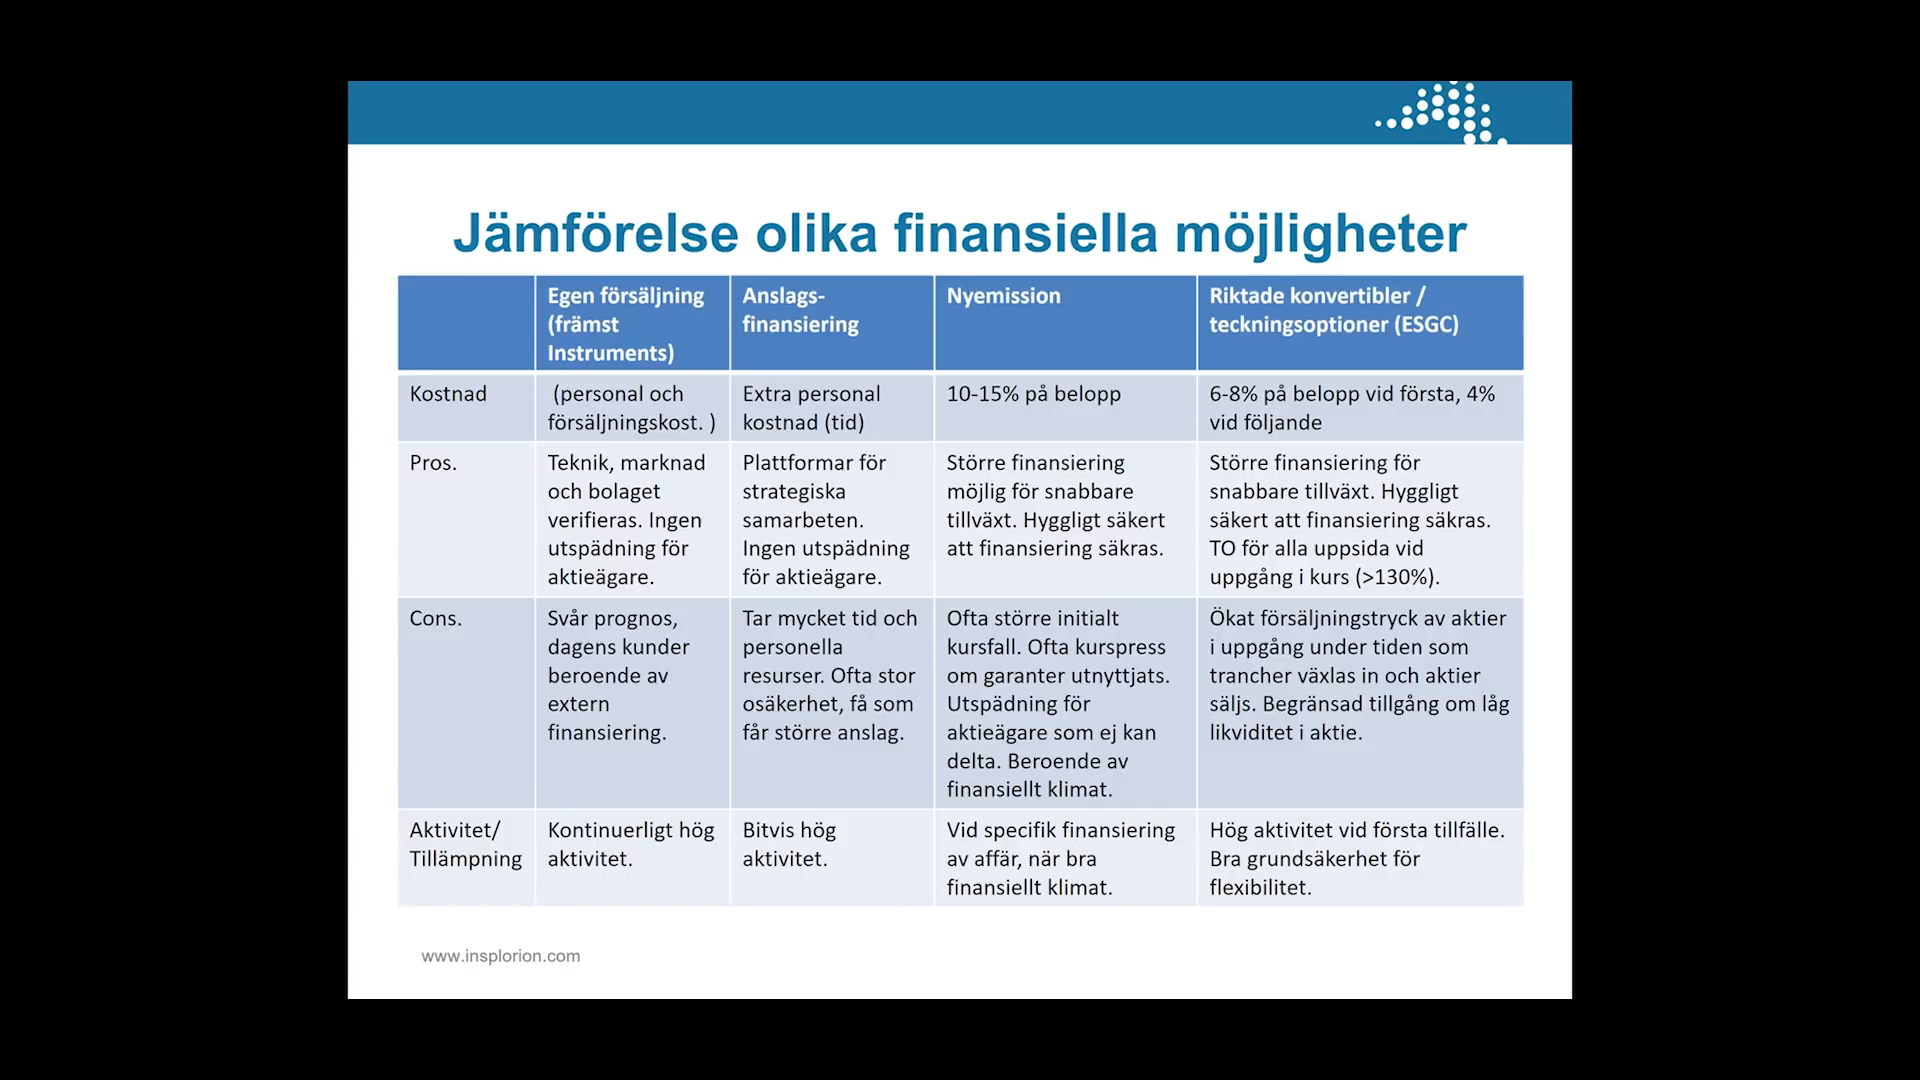 Jämförelse olika finansiella möjligheter
Egen försäljning
(främst
Instruments)
Anslags-
finansiering
Nyemission
Riktade konvertibler /
teckningsoptioner (ESGC)
Kostnad
(personal och
försäljningskost. )
Extra personal
kostnad (tid)
10-15% på belopp
6-8% på belopp vid första, 4%
vid följande
Pros.
Teknik, marknad
och bolaget
verifieras. Ingen
utspädning för
aktieägare.
Plattformar för
strategiska
samarbeten.
Ingen utspädning
för aktieägare.
Större finansiering
möjlig för snabbare
tillväxt. Hyggligt säkert
att finansiering säkras.
Större finansiering för
snabbare tillväxt. Hyggligt
säkert att finansiering säkras.
TO för alla uppsida vid
uppgång i kurs (>130%).
Cons.
Svår prognos,
dagens kunder
beroende av
extern
finansiering.
Tar mycket tid och
personella
resurser. Ofta stor
osäkerhet, få som
får större anslag.
Ofta större initialt
kursfall. Ofta kurspress
om garanter utnyttjats.
Utspädning för
aktieägare som ej kan
delta. Beroende av
finansiellt klimat.
Ökat försäljningstryck av aktier
i uppgång under tiden som
trancher växlas in och aktier
säljs. Begränsad tillgång om låg
likviditet i aktie.
Aktivitet/
Tillämpning
Kontinuerligt hög
aktivitet.
Bitvis hög
aktivitet.
Vid specifik finansiering
av affär, när bra
finansiellt klimat.
Hög aktivitet vid första tillfälle.
Bra grundsäkerhet för
flexibilitet.
www.insplorion.com